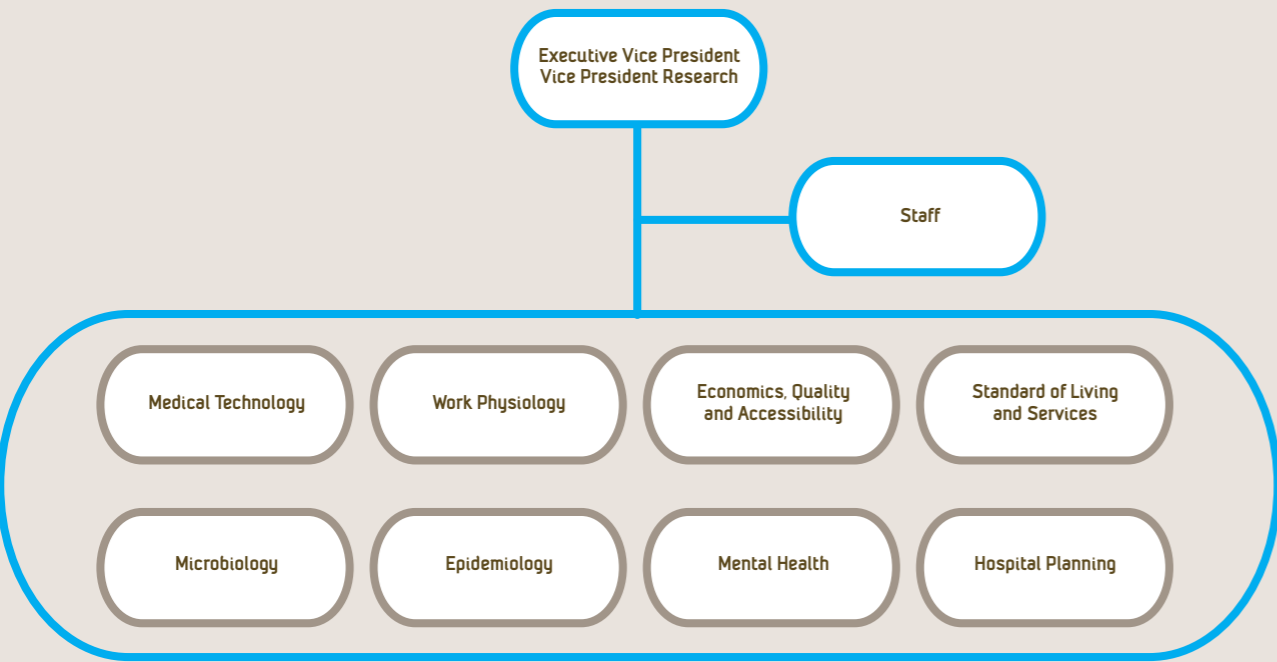 Executive Vice President
Vice President Research
Staff
Medical Technology
Work Physiology
Economics, Quality
and Accessibility
Standard of Living
and Services
Microbiology
Epidemiology
Mental Health
Hospital Planning